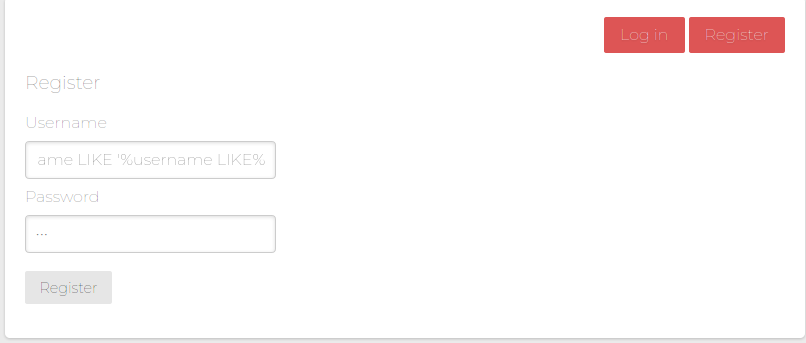 Log in Register
Register
Username
ame LIKE '%username LIKE%
Password
...
Register